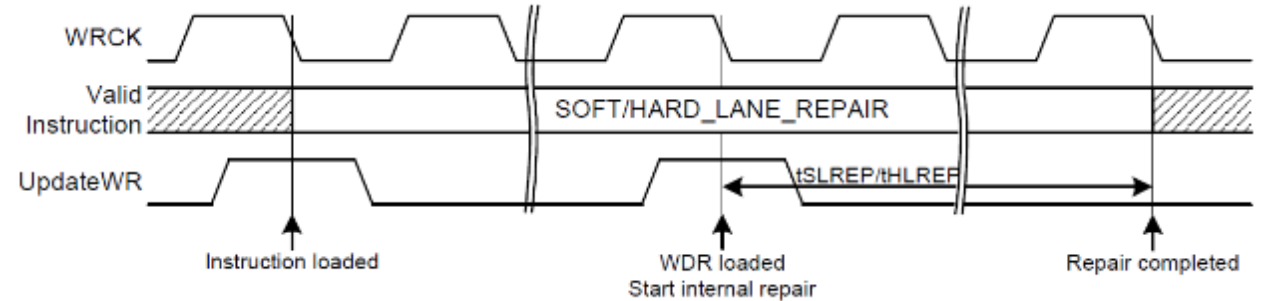 WRCK
Valid
Instruction
SOFT/HARD_LANE_REPAIR
UpdateWR
tSLREP/tHLREP
Instruction loaded
WDR loaded
Start internal repair
Repair completed